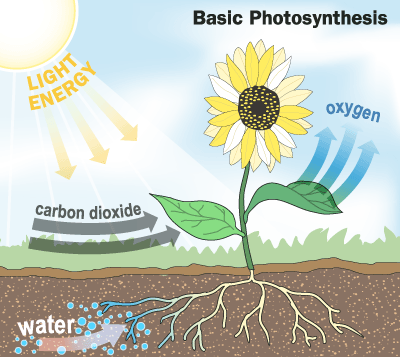 Basic Photosynthesis
LIGHT
ENERGY
oxygen
carbon dioxide
water